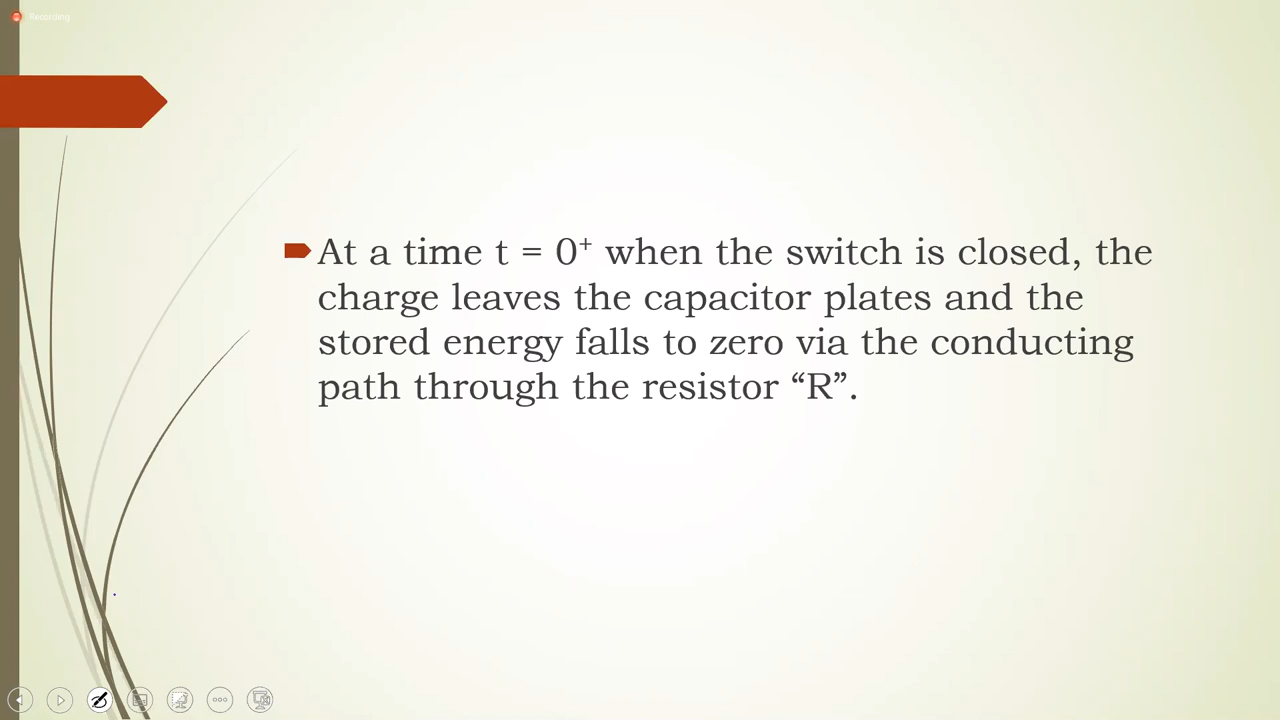 Recording
At a time t = 0⁺ when the switch is closed, the
charge leaves the capacitor plates and the
stored energy falls to zero via the conducting
path through the resistor “R”.